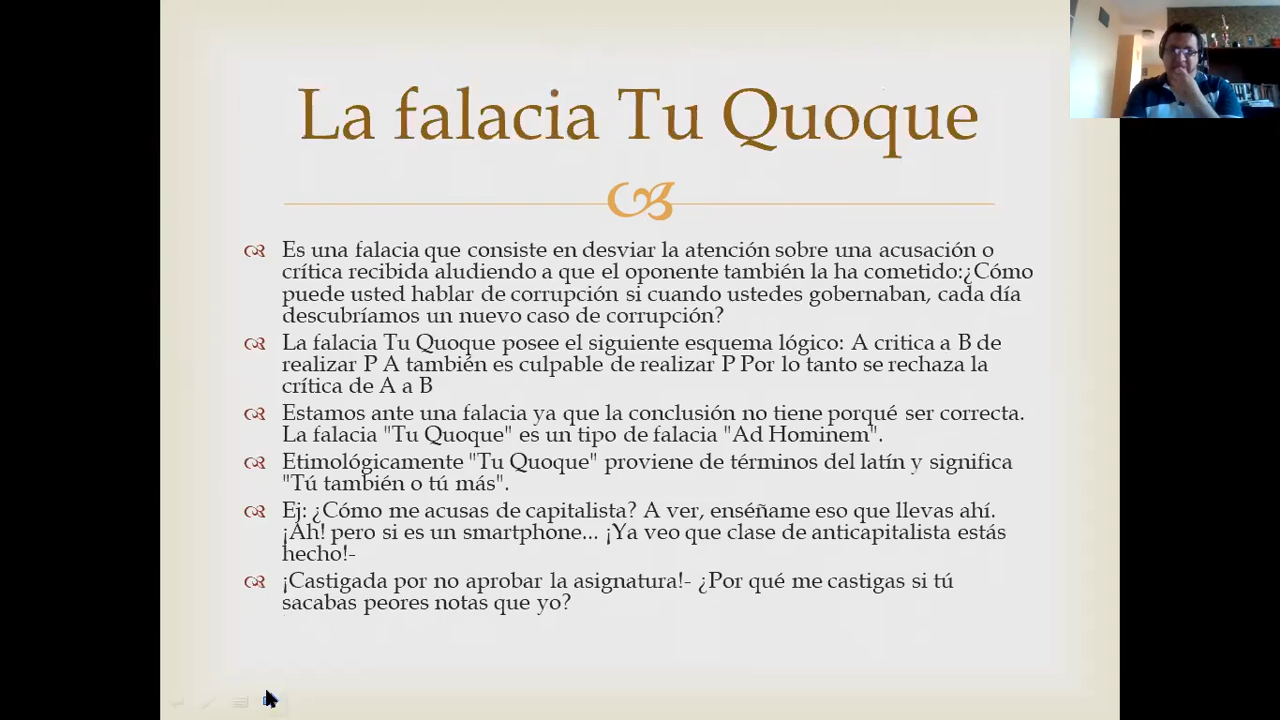 La falacia Tu Quoque
Es una falacia que consiste en desviar la atención sobre una acusación o
crítica recibida aludiendo a que el oponente también la ha cometido:¿Cómo
puede usted hablar de corrupción si cuando ustedes gobernaban, cada día
descubríamos un nuevo caso de corrupción?
La falacia Tu Quoque posee el siguiente esquema lógico: A critica a B de
realizar P A también es culpable de realizar P Por lo tanto se rechaza la
crítica de A a B
Estamos ante una falacia ya que la conclusión no tiene porqué ser correcta.
La falacia "Tu Quoque" es un tipo de falacia "Ad Hominem".
Etimológicamente "Tu Quoque" proviene de términos del latín y significa
"Tú también o tú más".
Ej: ¿Cómo me acusas de capitalista? A ver, enséñame eso que llevas ahí.
¡Ah! pero si es un smartphone... ¡Ya veo que clase de anticapitalista estás
hecho!-
¡Castigada por no aprobar la asignatura!- ¿Por qué me castigas si tú
sacabas peores notas que yo?